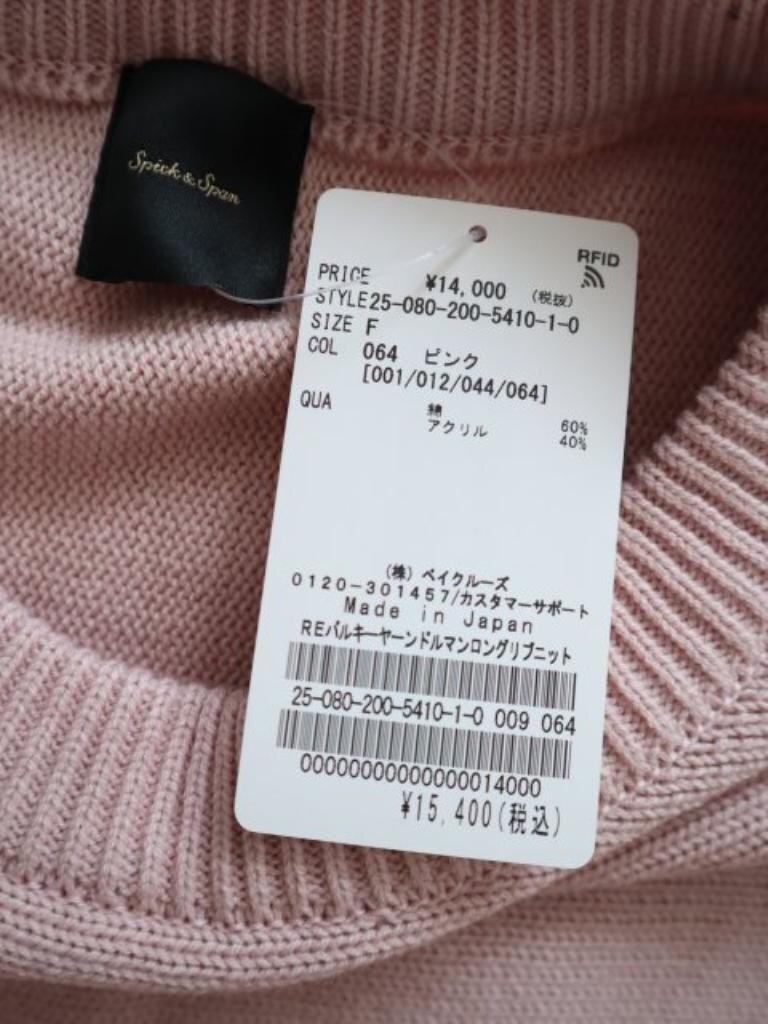 Spick & Span
RFID
PRICE ¥14,000 (税抜)
STYLE 25-080-200-5410-1-0
SIZE F
COL 064 ピンク
[001/012/044/064]
QUA 綿 60%
アクリル 40%
(株) ベイクルーズ
0120-301457/カスタマーサポート
Made in Japan
REバルキーヤーンドルマンロングリブニット
25-080-200-5410-1-0 009 064
00000000000000014000
¥15,400(税込)